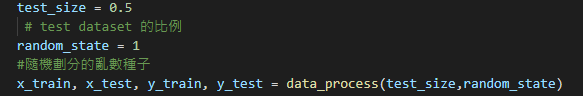 test_size = 0.5
# test dataset 的比例
random_state = 1
#隨機劃分的亂數種子
x_train, x_test, y_train, y_test = data_process(test_size,random_state)